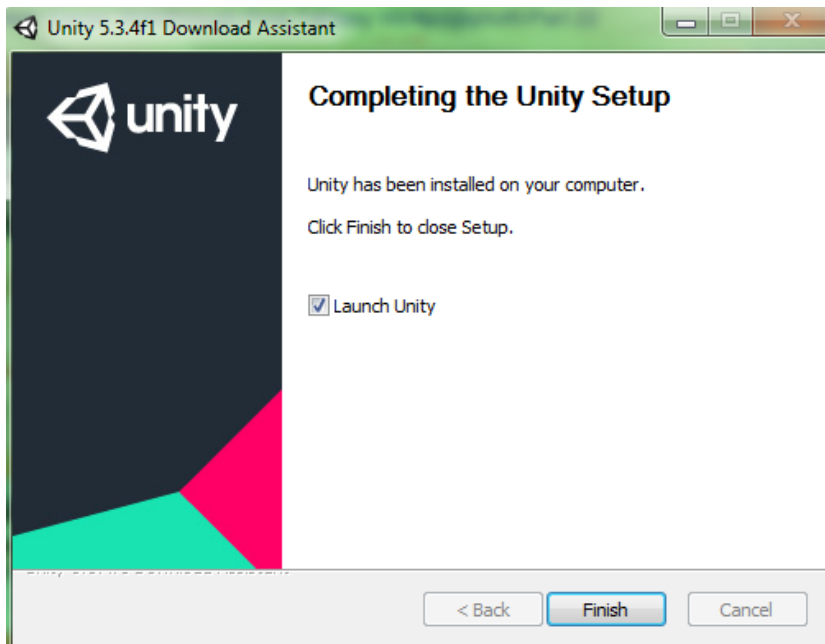 Unity 5.3.4f1 Download Assistant
unity
Completing the Unity Setup
Unity has been installed on your computer.
Click Finish to close Setup.
Launch Unity
< Back
Finish
Cancel